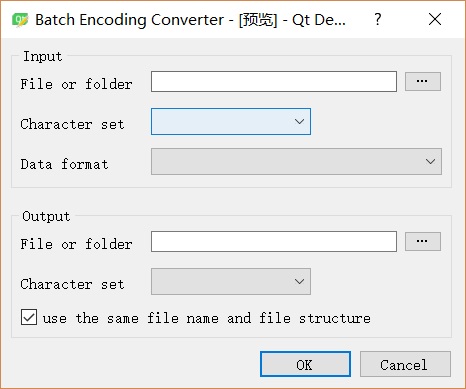 Batch Encoding Converter - [预览] - Qt De...
Input
File or folder
...
Character set
Data format
Output
File or folder
...
Character set
use the same file name and file structure
OK Cancel